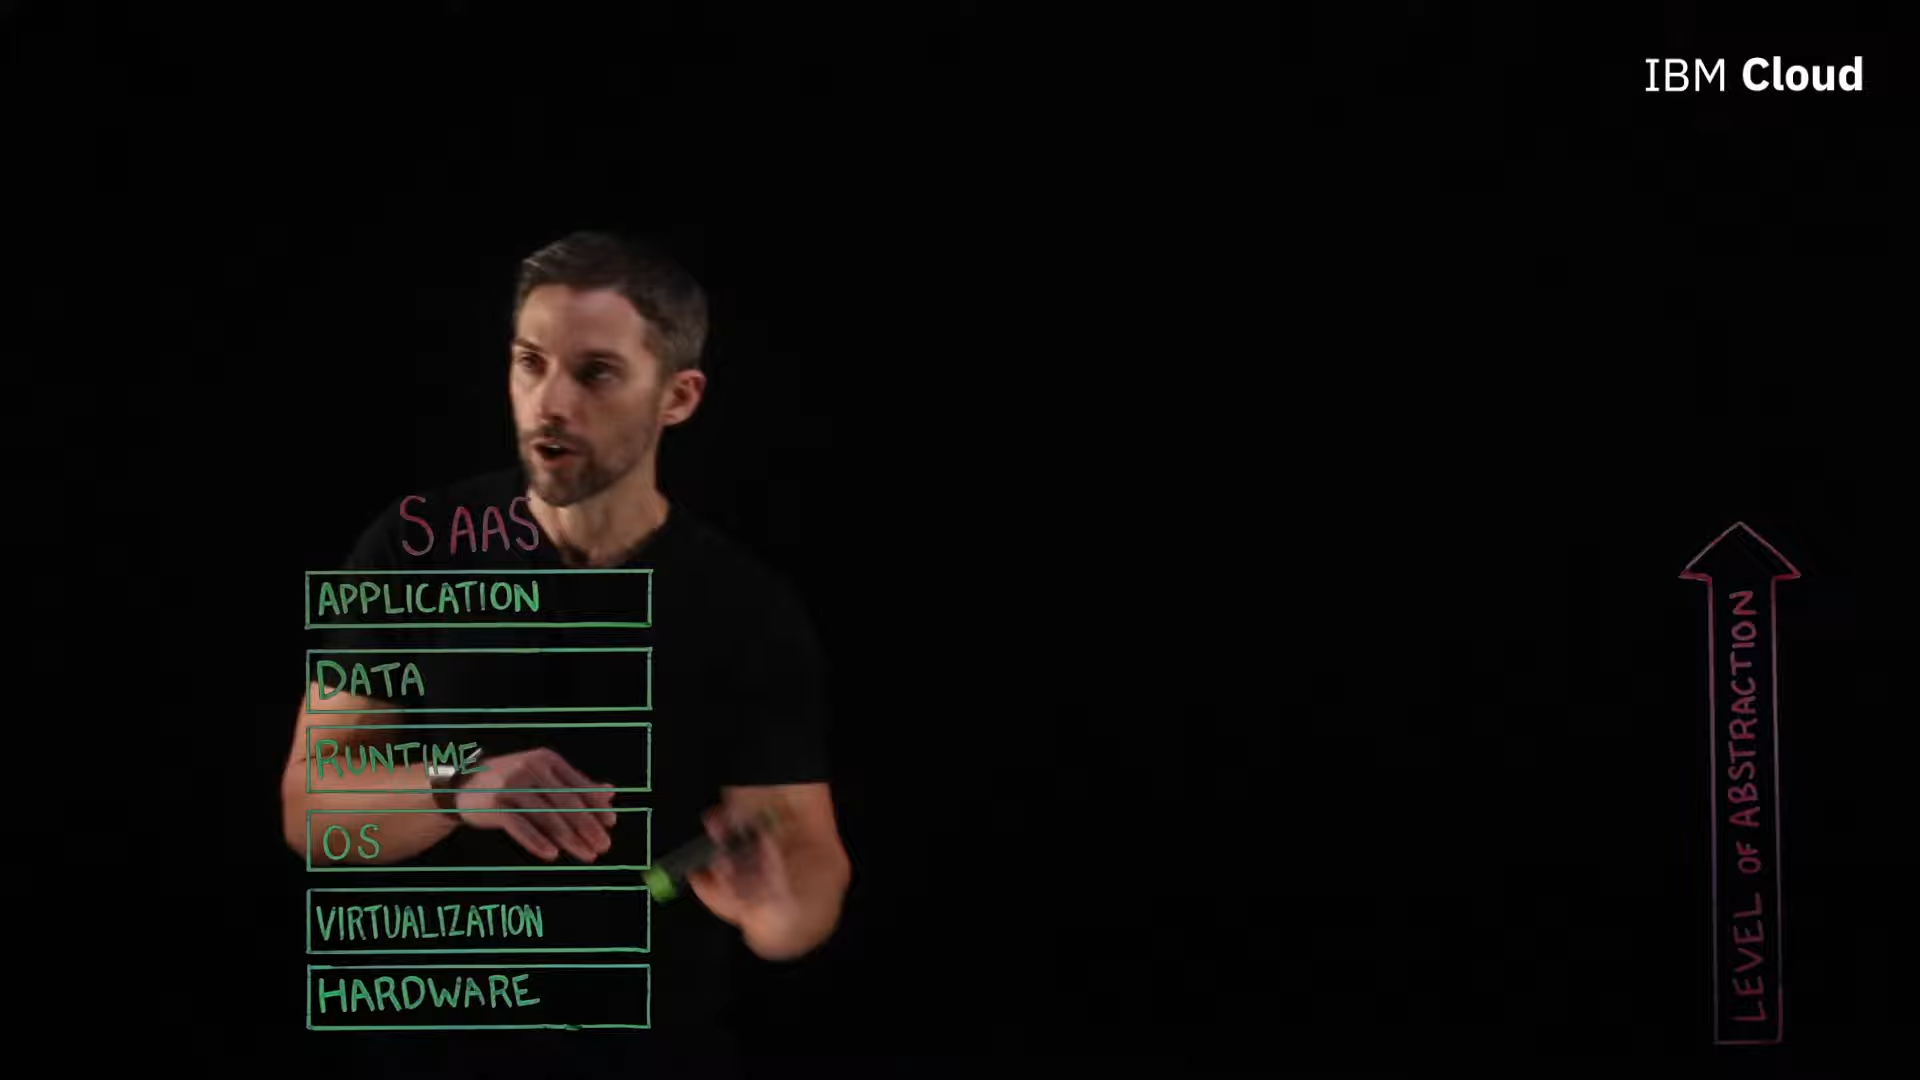 IBM Cloud
SAAS
APPLICATION
DATA
RUNTIME
OS
VIRTUALIZATION
HARDWARE
LEVEL OF ABSTRACTION